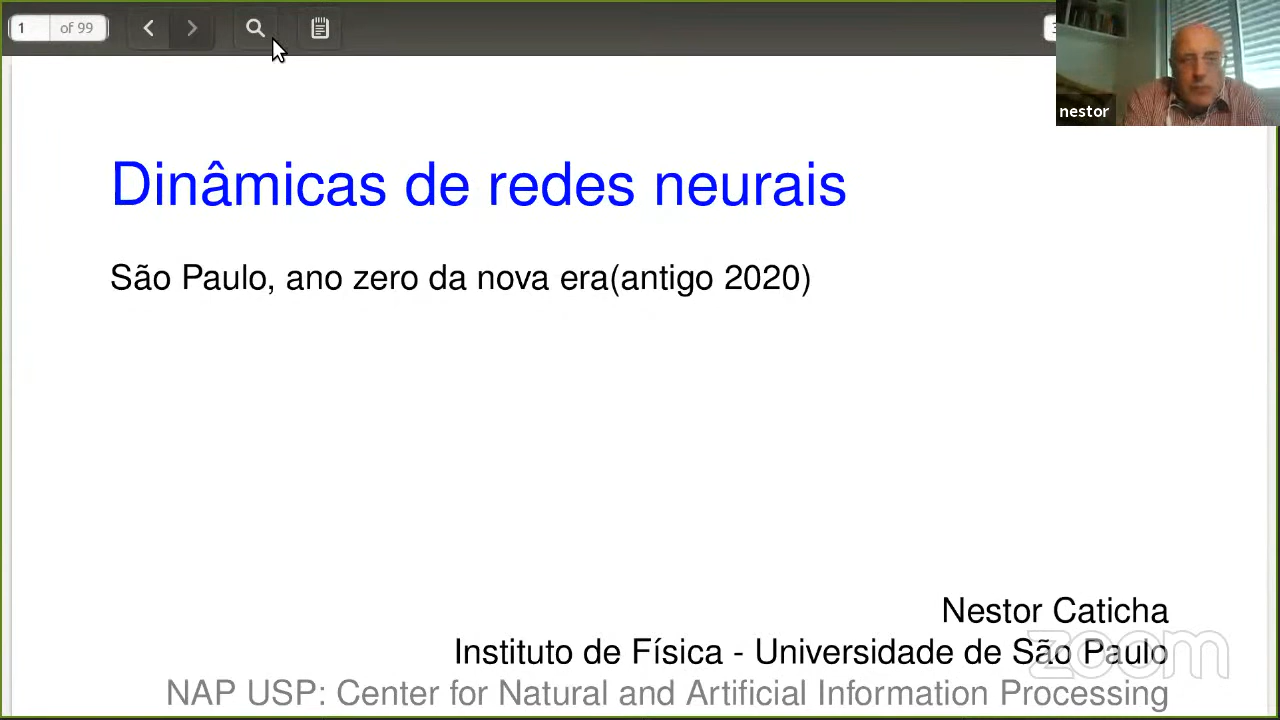 1 of 99
nestor
Dinâmicas de redes neurais
São Paulo, ano zero da nova era(antigo 2020)
Nestor Caticha
Instituto de Física - Universidade de São Paulo
zoom
NAP USP: Center for Natural and Artificial Information Processing